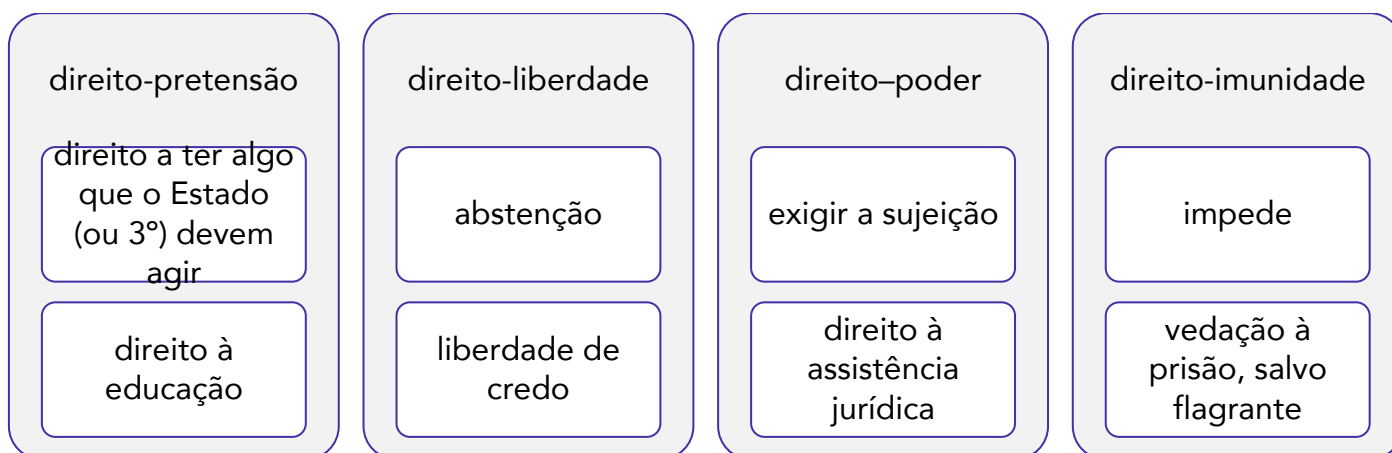 direito-pretensão
direito a ter algo
que o Estado
(ou 3º) devem
agir
direito à
educação
direito-liberdade
abstenção
liberdade de
credo
direito–poder
exigir a sujeição
direito à
assistência
jurídica
direito-imunidade
impede
vedação à
prisão, salvo
flagrante